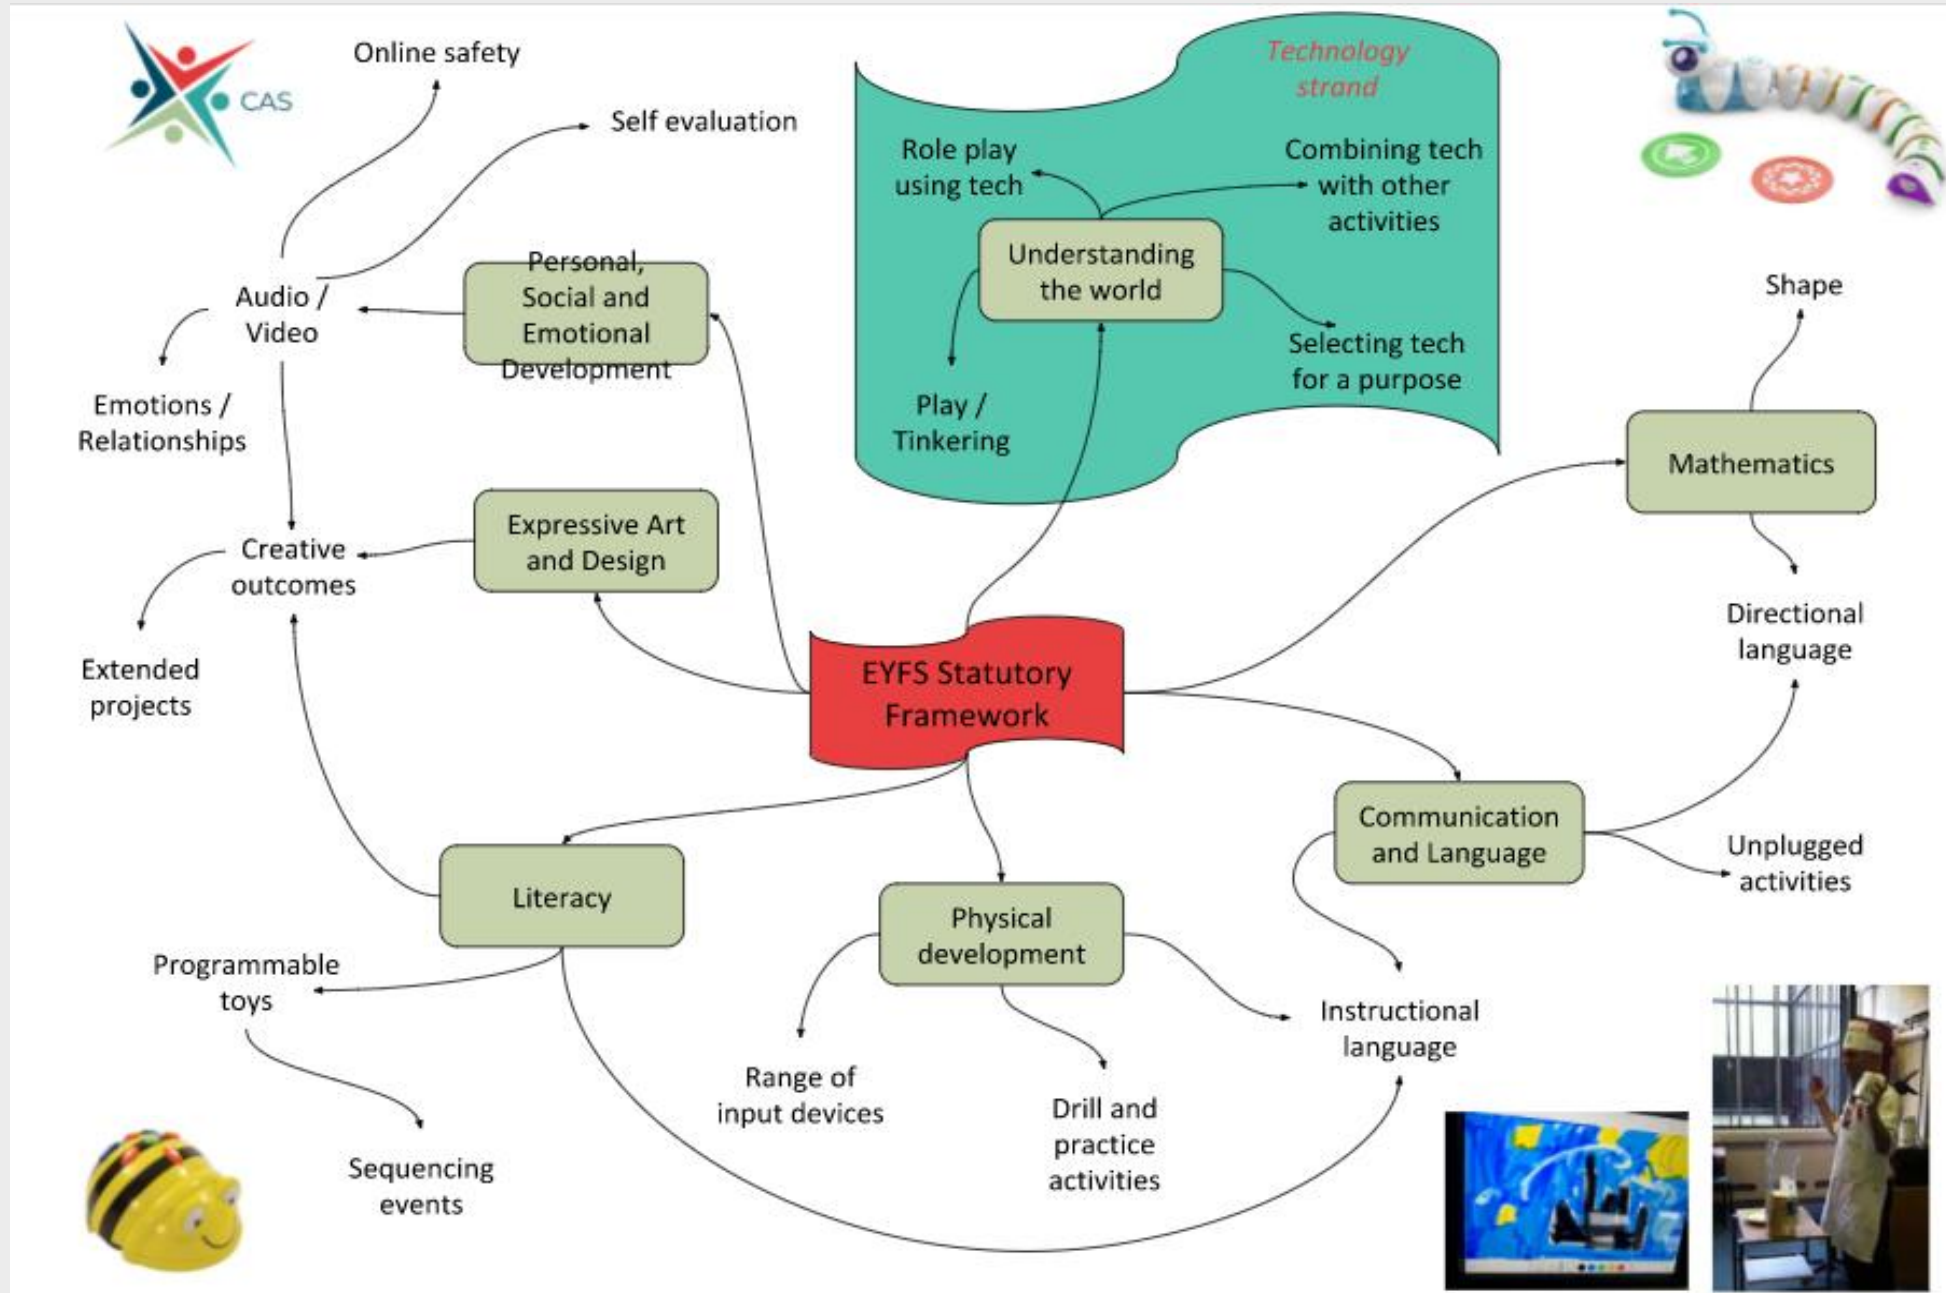 CAS
Online safety
Self evaluation
Audio /
Video
Emotions /
Relationships
Personal,
Social and
Emotional
Development
Creative
outcomes
Extended
projects
Expressive Art
and Design
Technology
strand
Role play
using tech
Combining tech
with other
activities
Understanding
the world
Play /
Tinkering
Selecting tech
for a purpose
Shape
Mathematics
Directional
language
EYFS Statutory
Framework
Communication
and Language
Unplugged
activities
Literacy
Physical
development
Programmable
toys
Sequencing
events
Range of
input devices
Drill and
practice
activities
Instructional
language